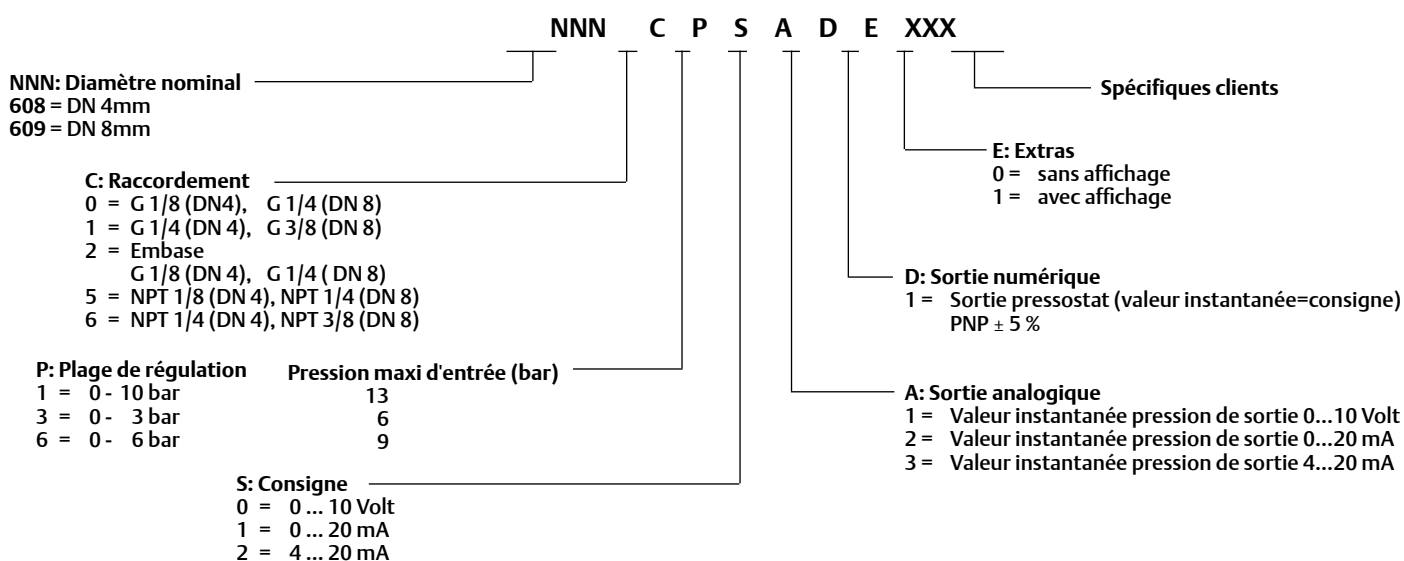 NNN C P S A D E XXX
NNN: Diamètre nominal
608 = DN 4mm
609 = DN 8mm
Spécifiques clients
E: Extras
0 = sans affichage
1 = avec affichage
C: Raccordement
0 = G 1/8 (DN4), G 1/4 (DN 8)
1 = G 1/4 (DN 4), G 3/8 (DN 8)
2 = Embase
G 1/8 (DN 4), G 1/4 ( DN 8)
5 = NPT 1/8 (DN 4), NPT 1/4 (DN 8)
6 = NPT 1/4 (DN 4), NPT 3/8 (DN 8)
D: Sortie numérique
1 = Sortie pressostat (valeur instantanée=consigne)
PNP ± 5 %
P: Plage de régulation Pression maxi d'entrée (bar)
1 = 0 - 10 bar 13
3 = 0 - 3 bar 6
6 = 0 - 6 bar 9
A: Sortie analogique
1 = Valeur instantanée pression de sortie 0...10 Volt
2 = Valeur instantanée pression de sortie 0...20 mA
3 = Valeur instantanée pression de sortie 4...20 mA
S: Consigne
0 = 0 ... 10 Volt
1 = 0 ... 20 mA
2 = 4 ... 20 mA